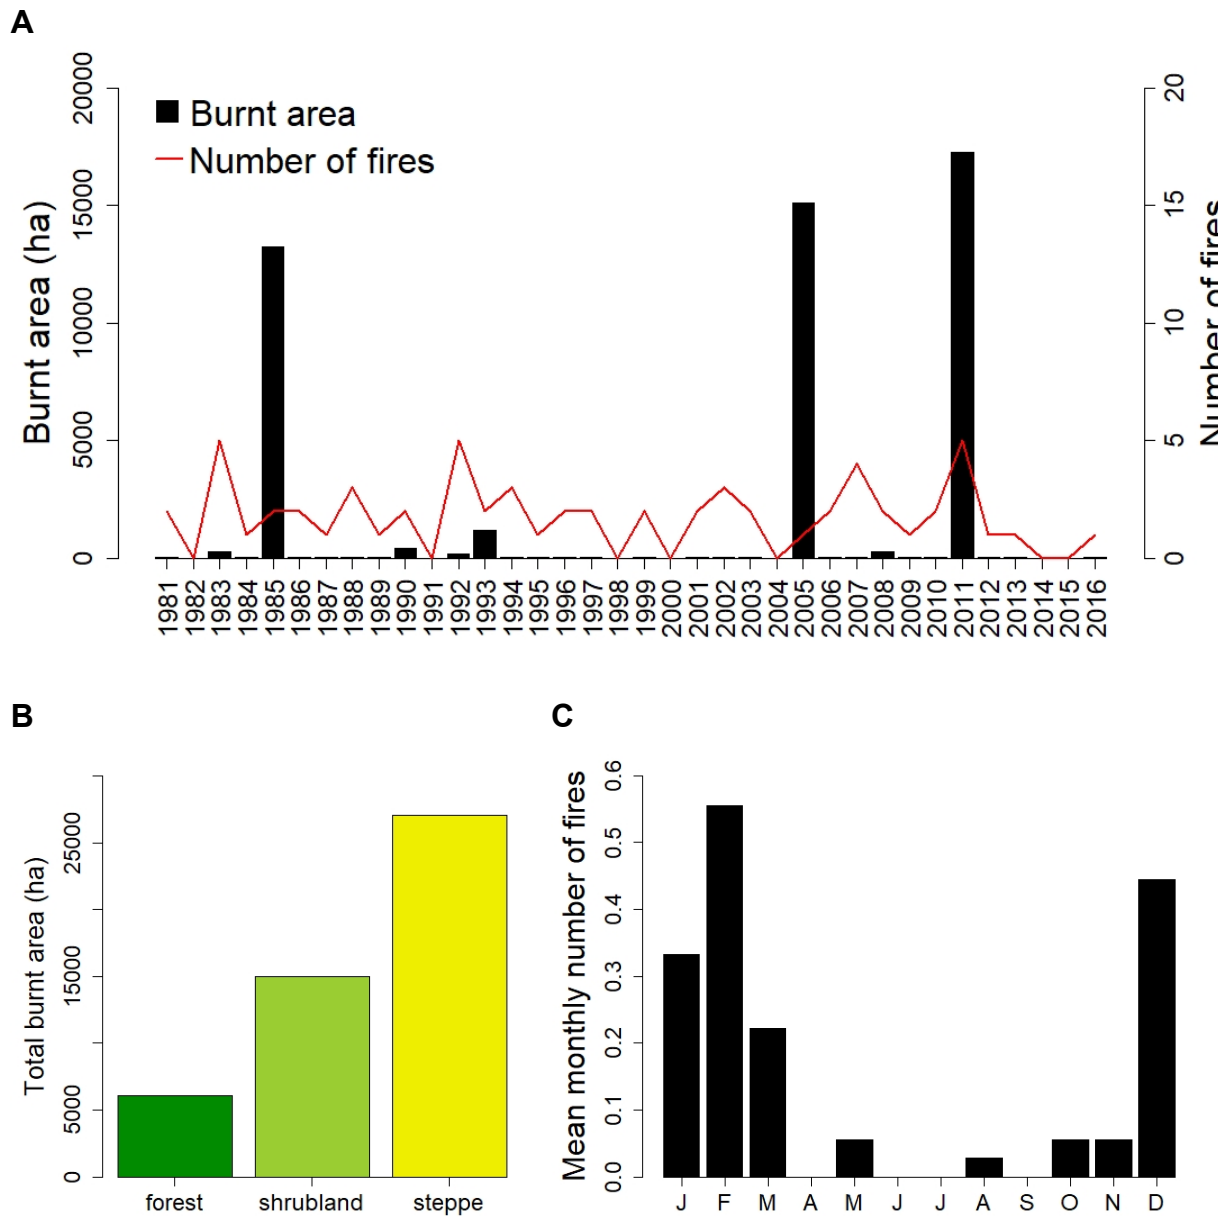 A
Burnt area (ha)
20000
15000
10000
5000
0
Burnt area
Number of fires
20
15
10
5
0
Number of fires
1981 1982 1983 1984 1985 1986 1987 1988 1989 1990 1991 1992 1993 1994 1995 1996 1997 1998 1999 2000 2001 2002 2003 2004 2005 2006 2007 2008 2009 2010 2011 2012 2013 2014 2015 2016
B
Total burnt area (ha)
25000
15000
5000
0
forest shrubland steppe
C
Mean monthly number of fires
0.6
0.5
0.4
0.3
0.2
0.1
0.0
J F M A M J J A S O N D